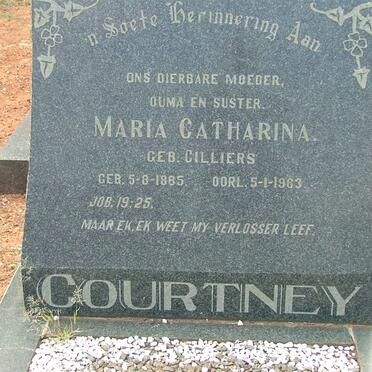 'n Soete Herinnering Aan
ONS DIERBARE MOEDER,
OUMA EN SUSTER.
MARIA CATHARINA.
GEB: CILLIERS
GEB. 5-8-1885. OORL. 5-1-1963.
JOB. 19:25.
MAAR EK, EK WEET MY VERLOSSER LEEF.
COURTNEY